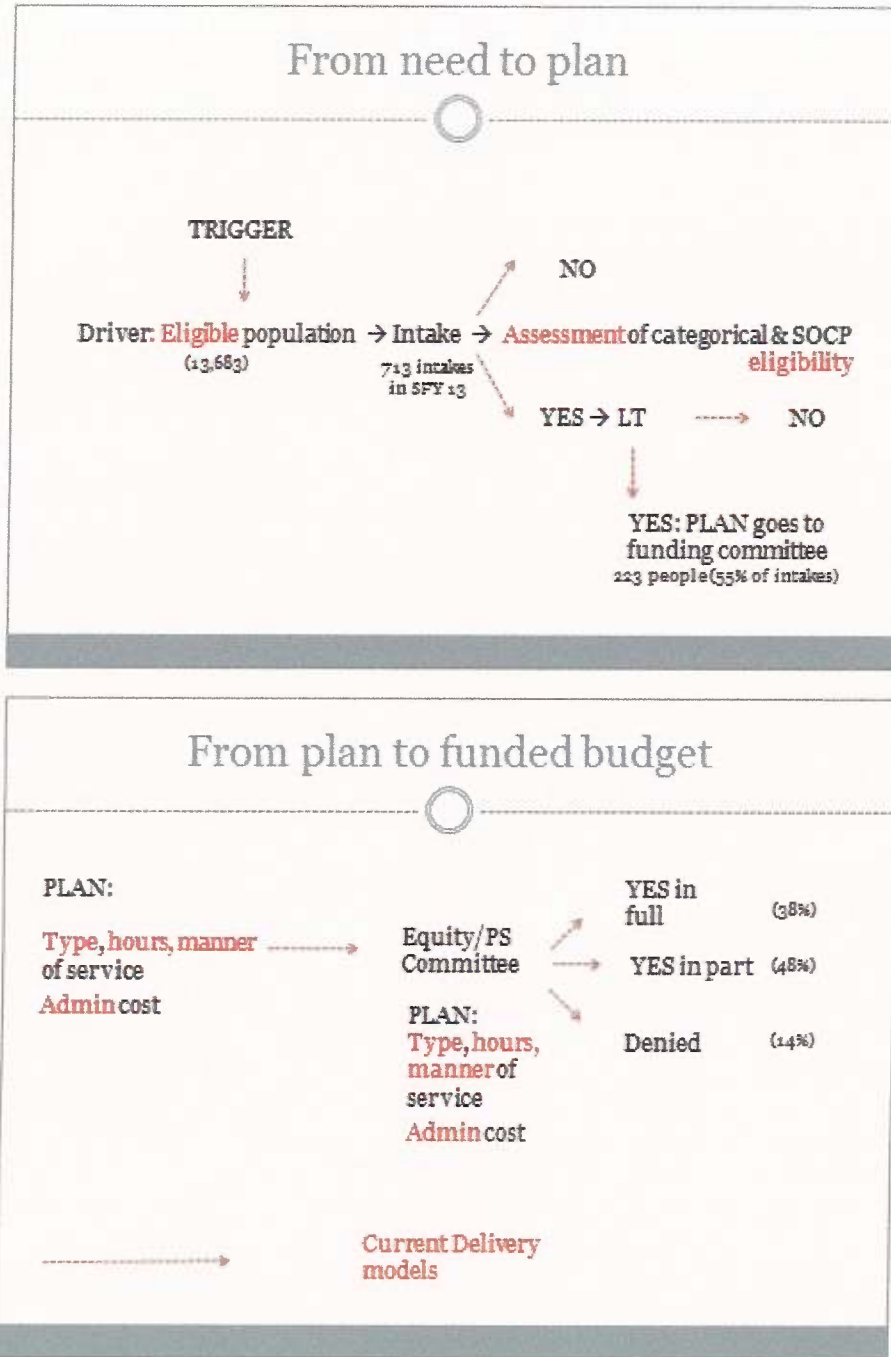 From need to plan
TRIGGER
NO
Driver: Eligible population → Intake → Assessment of categorical & SOCP
eligibility
(13,683)
713 intakes
in SFY 13
YES → LT
NO
YES: PLAN goes to
funding committee
223 people (55% of intakes)
From plan to funded budget
PLAN:
Type, hours, manner
of service
Admin cost
Equity/PS
Committee
PLAN:
Type, hours,
manner of
service
Admin cost
YES in
full
(38%)
YES in part (48%)
Denied
(14%)
Current Delivery
models